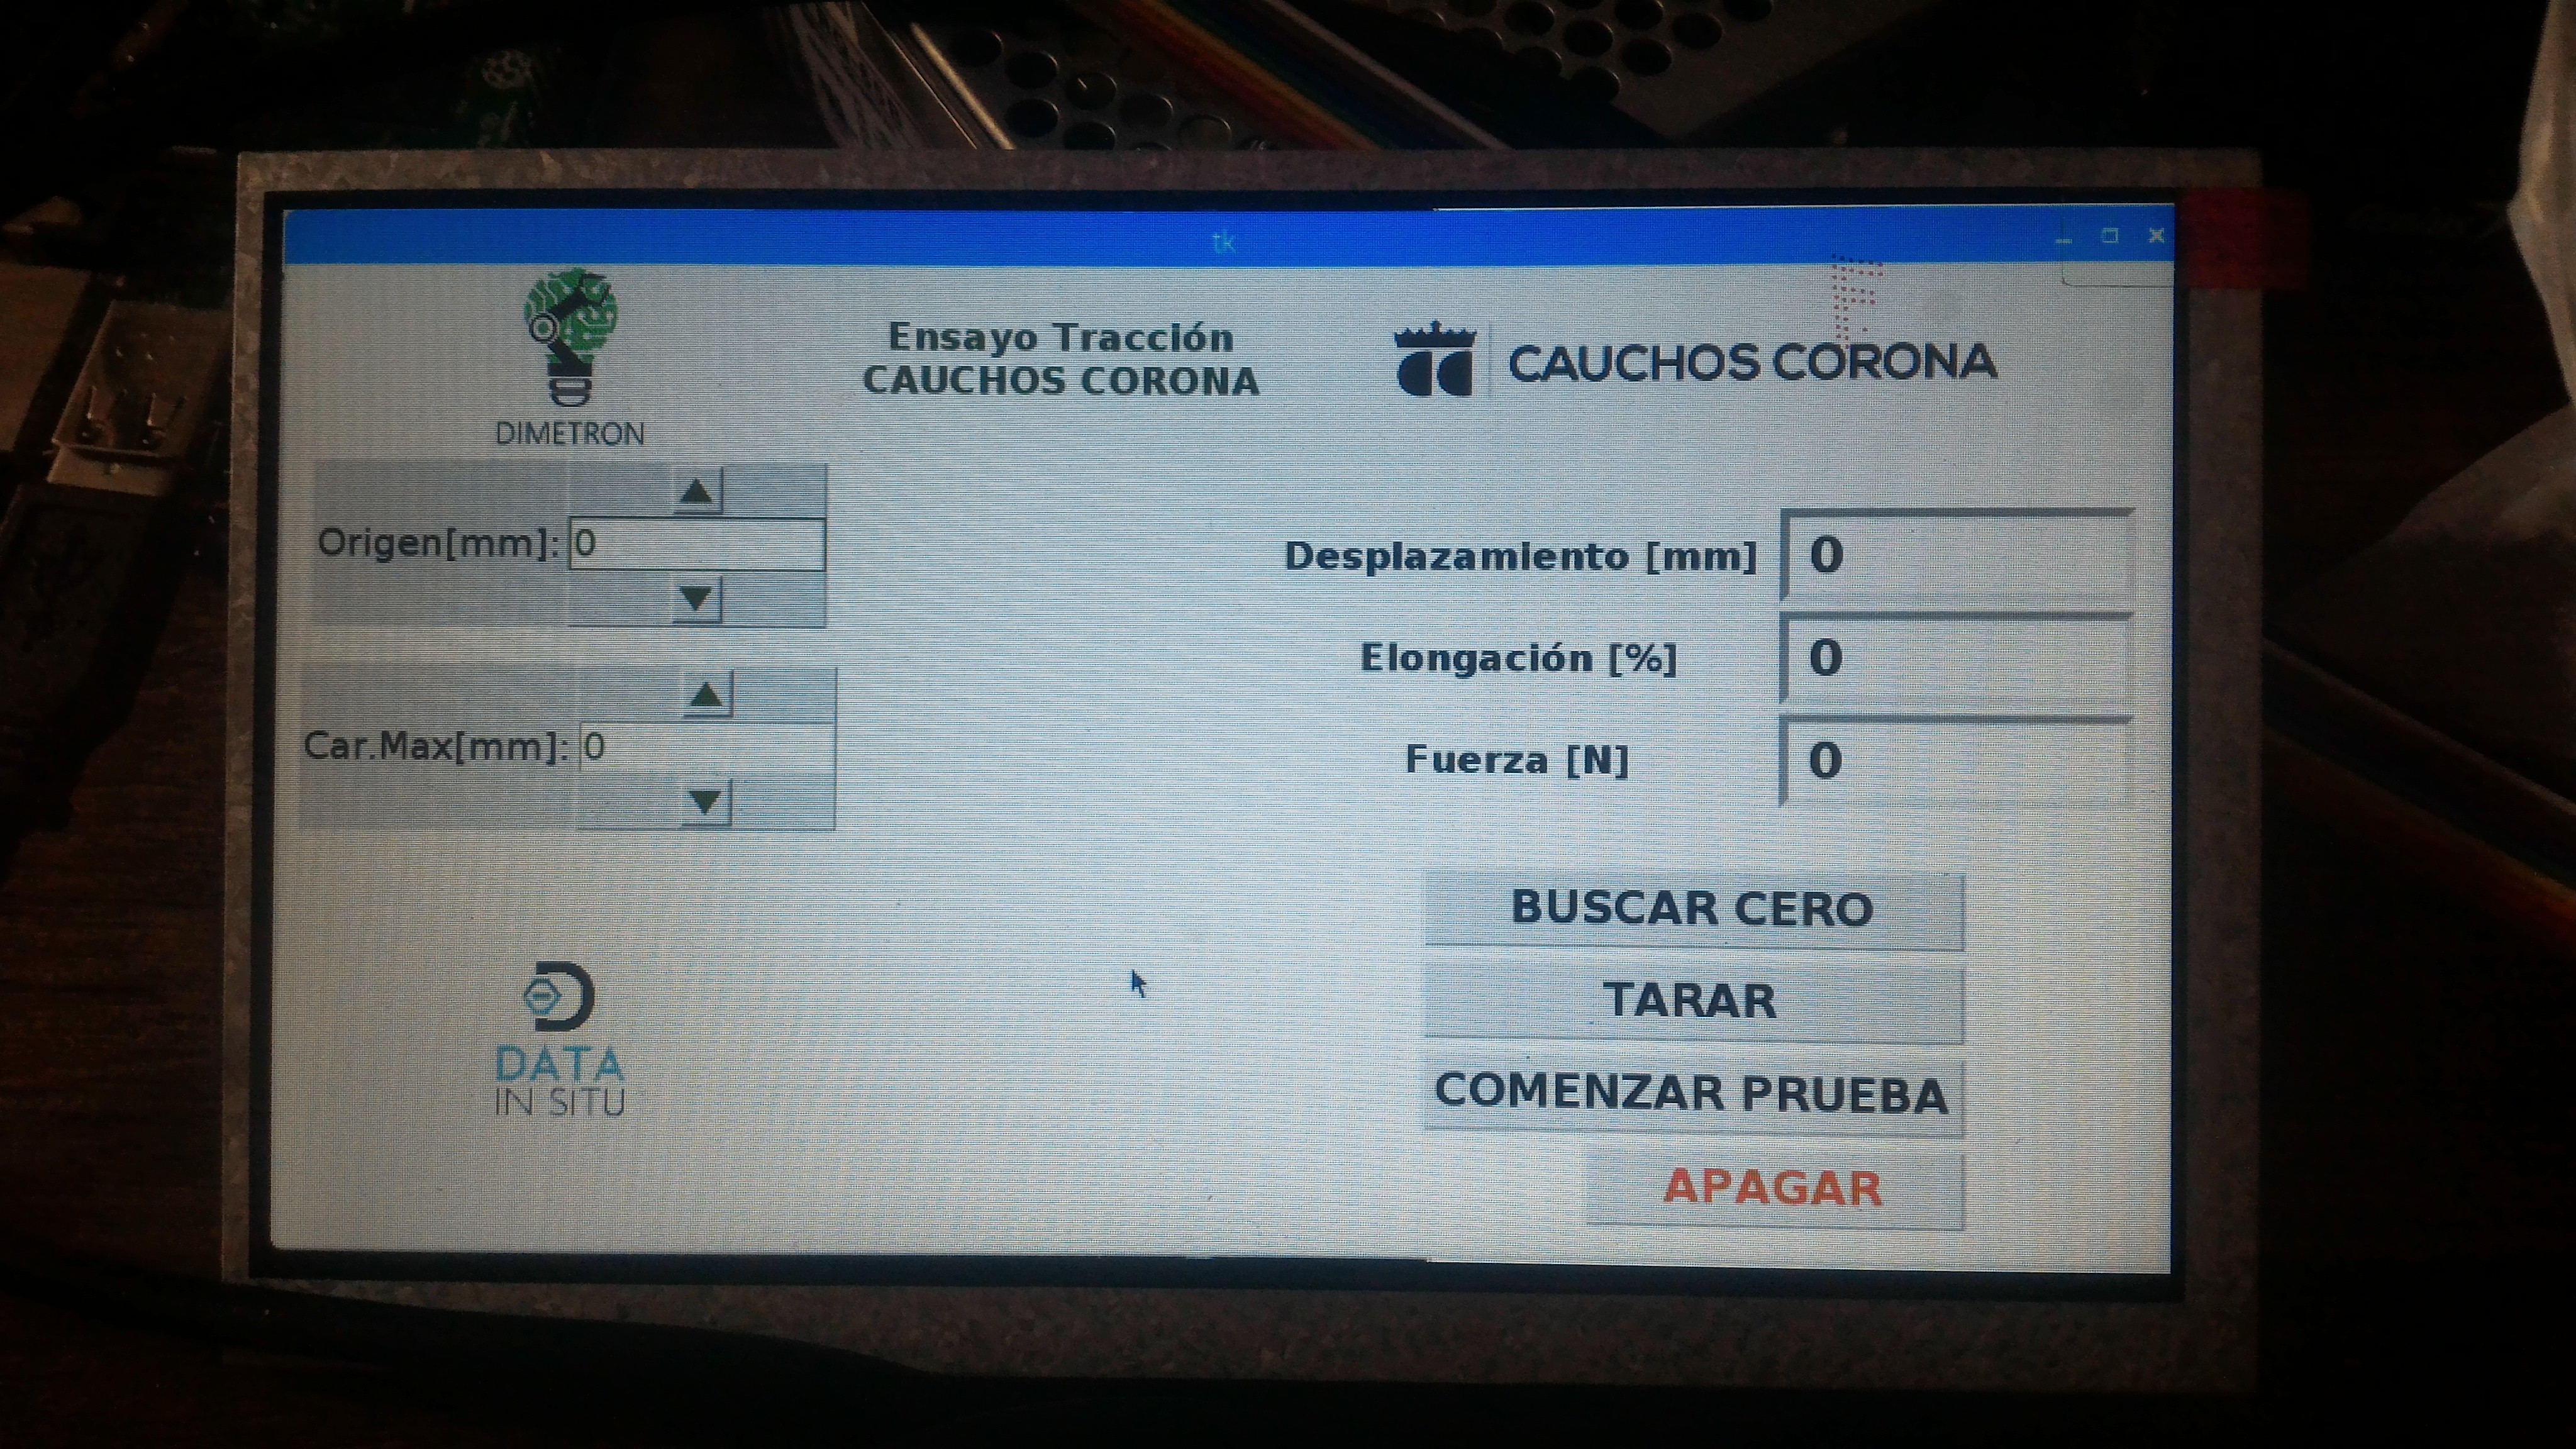 tk
DIMETRON
Ensayo Tracción
CAUCHOS CORONA
CAUCHOS CORONA
Origen[mm]: 0
Car.Max[mm]: 0
Desplazamiento [mm] 0
Elongación [%] 0
Fuerza [N] 0
BUSCAR CERO
TARAR
COMENZAR PRUEBA
APAGAR
DATA
IN SITU